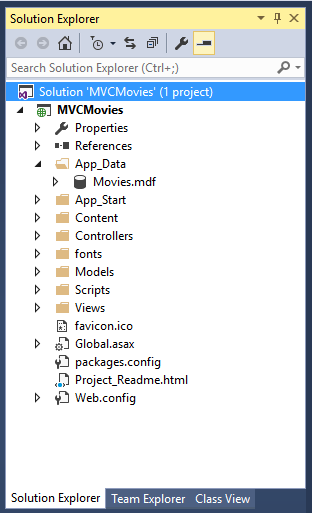 Solution Explorer
Search Solution Explorer (Ctrl+;)
Solution 'MVCMovies' (1 project)
MVCMovies
Properties
References
App_Data
Movies.mdf
App_Start
Content
Controllers
fonts
Models
Scripts
Views
favicon.ico
Global.asax
packages.config
Project_Readme.html
Web.config
Solution Explorer Team Explorer Class View